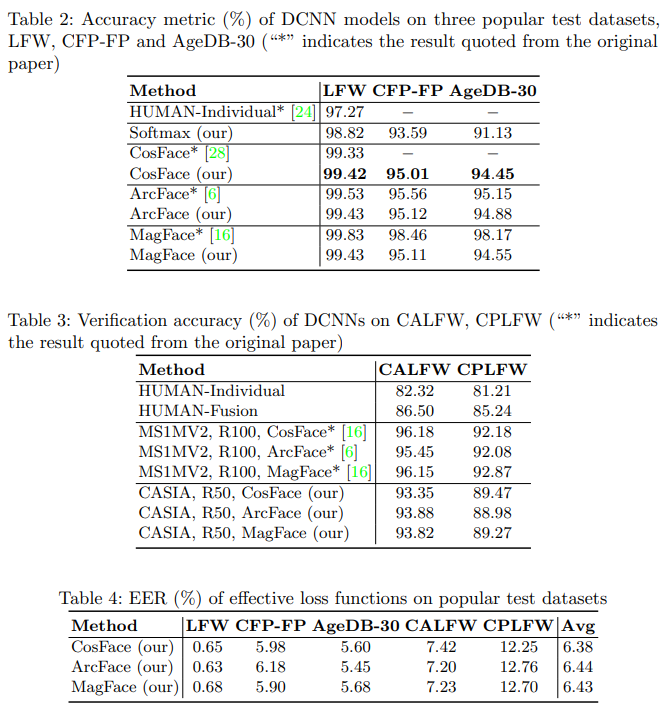 Table 2: Accuracy metric (%) of DCNN models on three popular test datasets,
LFW, CFP-FP and AgeDB-30 (“*” indicates the result quoted from the original
paper)
Method LFW CFP-FP AgeDB-30
HUMAN-Individual* [24] 97.27 – –
Softmax (our) 98.82 93.59 91.13
CosFace* [28] 99.33 – –
CosFace (our) 99.42 95.01 94.45
ArcFace* [6] 99.53 95.56 95.15
ArcFace (our) 99.43 95.12 94.88
MagFace* [16] 99.83 98.46 98.17
MagFace (our) 99.43 95.11 94.55
Table 3: Verification accuracy (%) of DCNNs on CALFW, CPLFW (“*” indicates
the result quoted from the original paper)
Method CALFW CPLFW
HUMAN-Individual 82.32 81.21
HUMAN-Fusion 86.50 85.24
MS1MV2, R100, CosFace* [16] 96.18 92.18
MS1MV2, R100, ArcFace* [6] 95.45 92.08
MS1MV2, R100, MagFace* [16] 96.15 92.87
CASIA, R50, CosFace (our) 93.35 89.47
CASIA, R50, ArcFace (our) 93.88 88.98
CASIA, R50, MagFace (our) 93.82 89.27
Table 4: EER (%) of effective loss functions on popular test datasets
Method LFW CFP-FP AgeDB-30 CALFW CPLFW Avg
CosFace (our) 0.65 5.98 5.60 7.42 12.25 6.38
ArcFace (our) 0.63 6.18 5.45 7.20 12.76 6.44
MagFace (our) 0.68 5.90 5.68 7.23 12.70 6.43